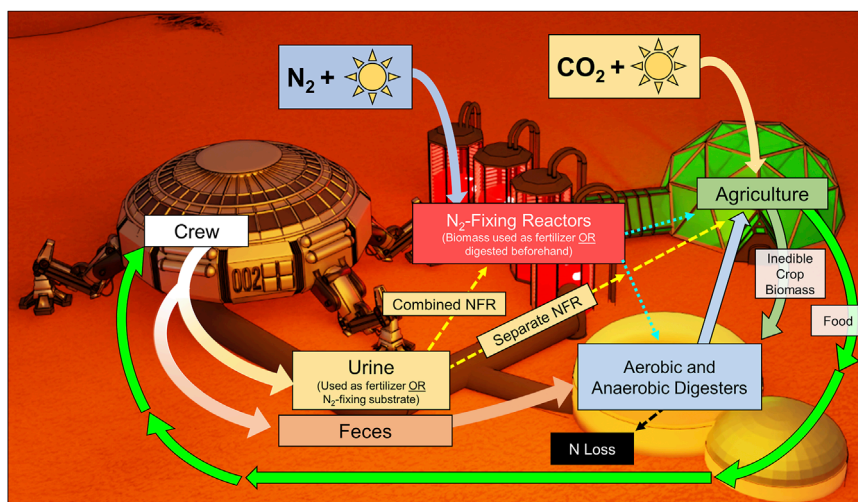 N₂ +
CO₂ +
Agriculture
N₂-Fixing Reactors
(Biomass used as fertilizer OR
digested beforehand)
Crew
Inedible
Crop
Biomass
002
Combined NFR
Separate NFR
Food
Urine
(Used as fertilizer OR
N₂-fixing substrate)
Aerobic and
Anaerobic Digesters
Feces
N Loss